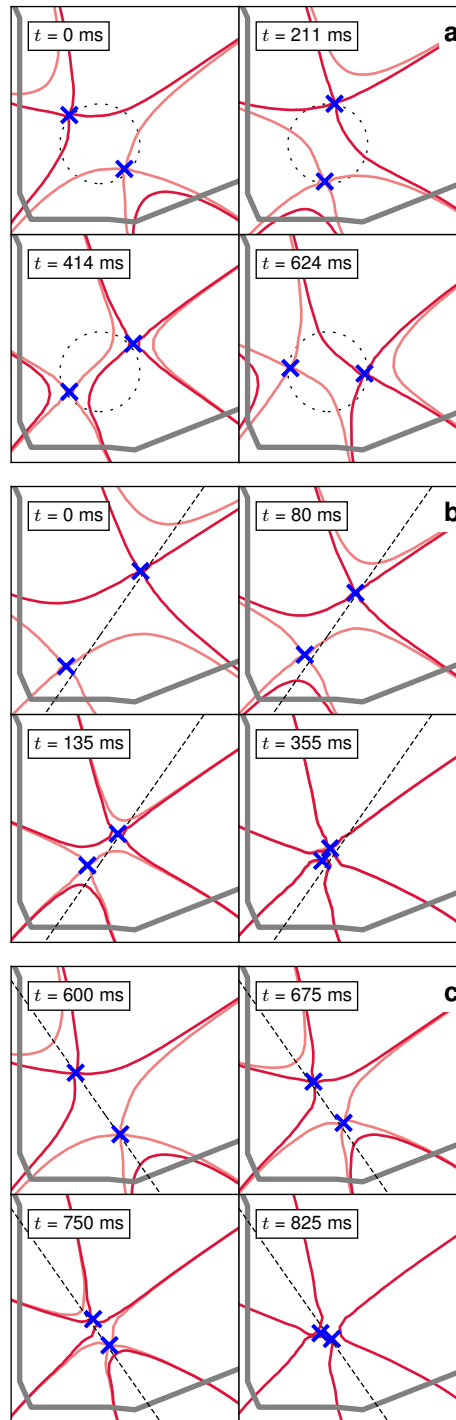 t = 0 ms
t = 211 ms
a
t = 414 ms
t = 624 ms
t = 0 ms
t = 80 ms
b
t = 135 ms
t = 355 ms
t = 600 ms
t = 675 ms
c
t = 750 ms
t = 825 ms